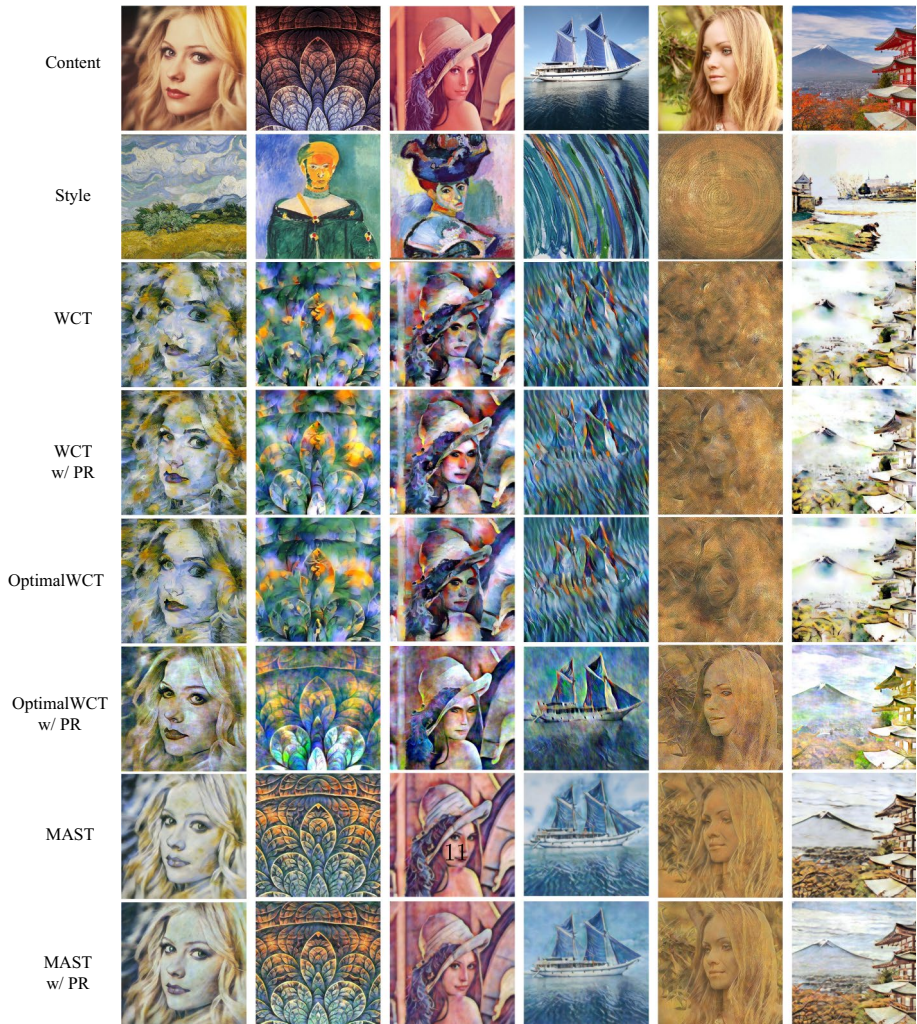 Content
Style
WCT
WCT
w/ PR
OptimalWCT
OptimalWCT
w/ PR
MAST
11
MAST
w/ PR